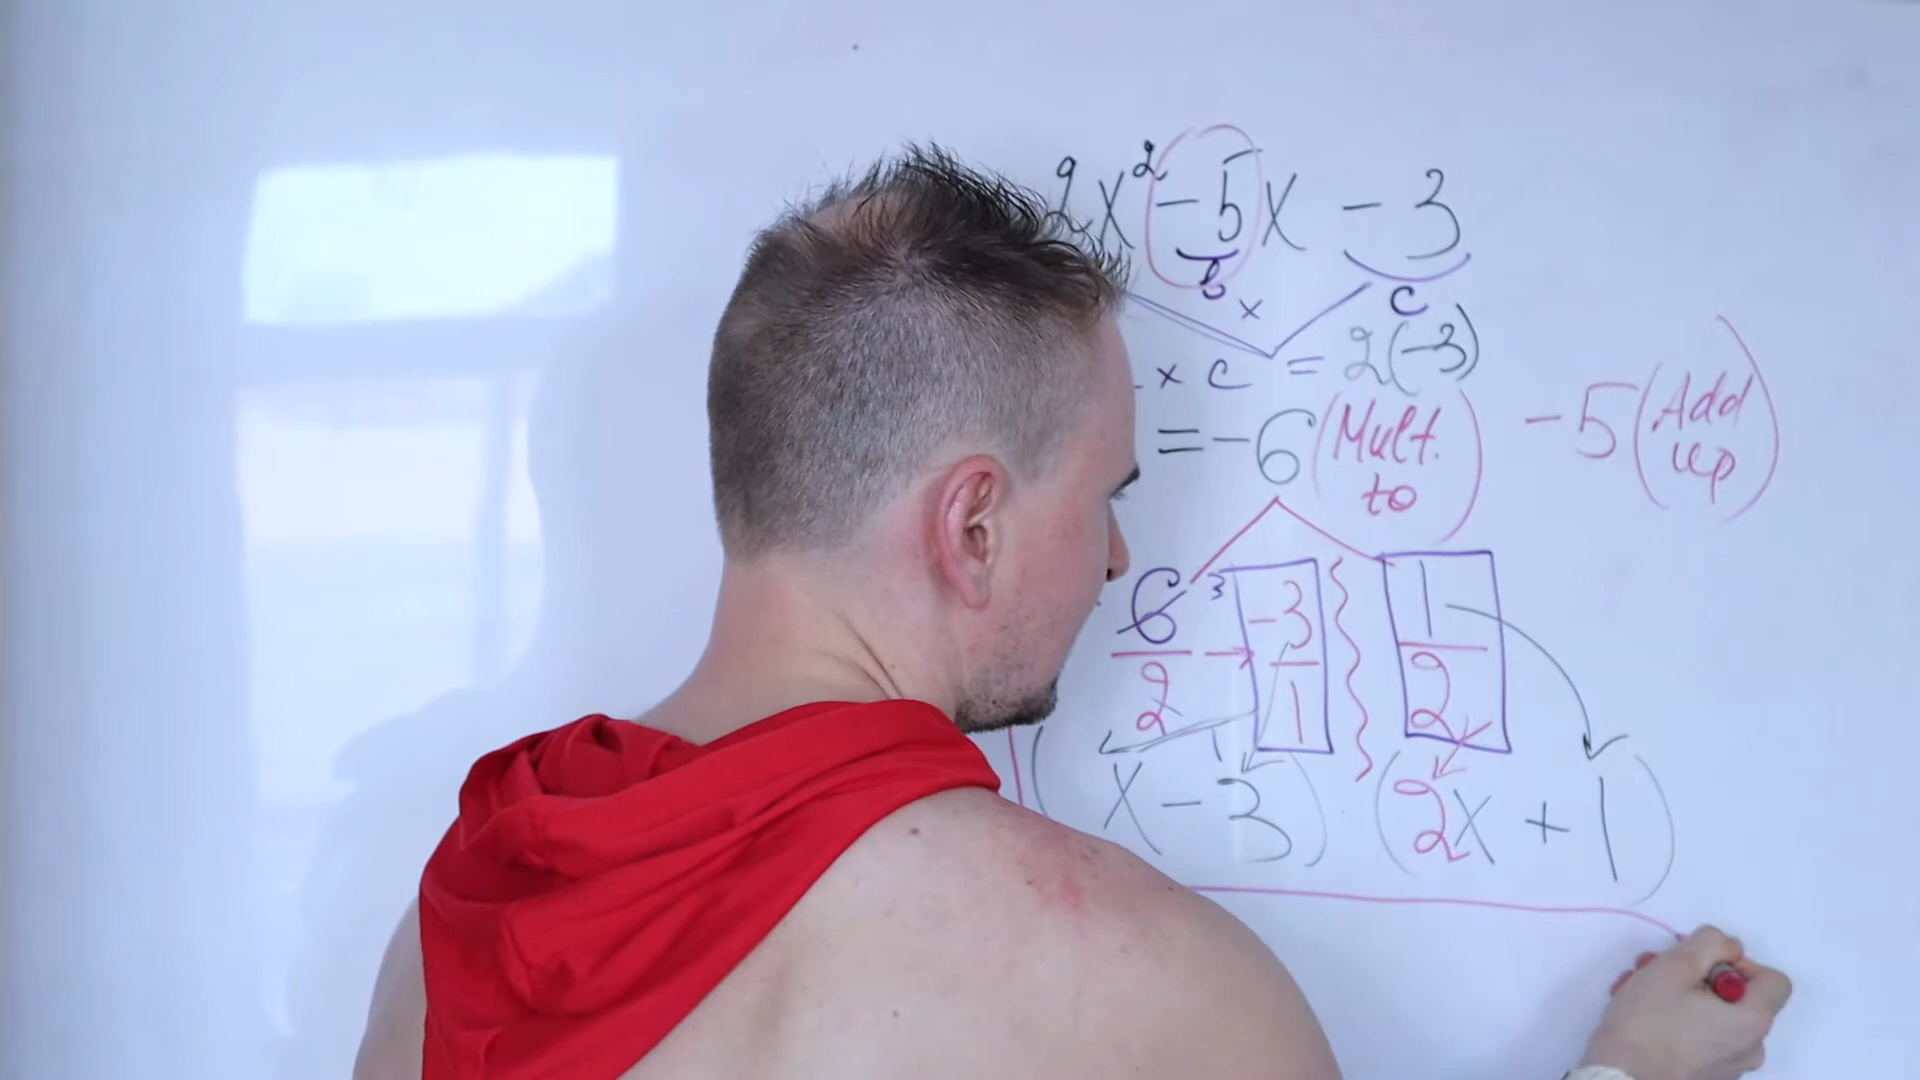 2x² -5x - 3
b x c
x c = 2(-3)
= -6 (Mult. to) -5 (Add up)
6 3 -3 1
2 → 1 2
(x - 3) (2x + 1)